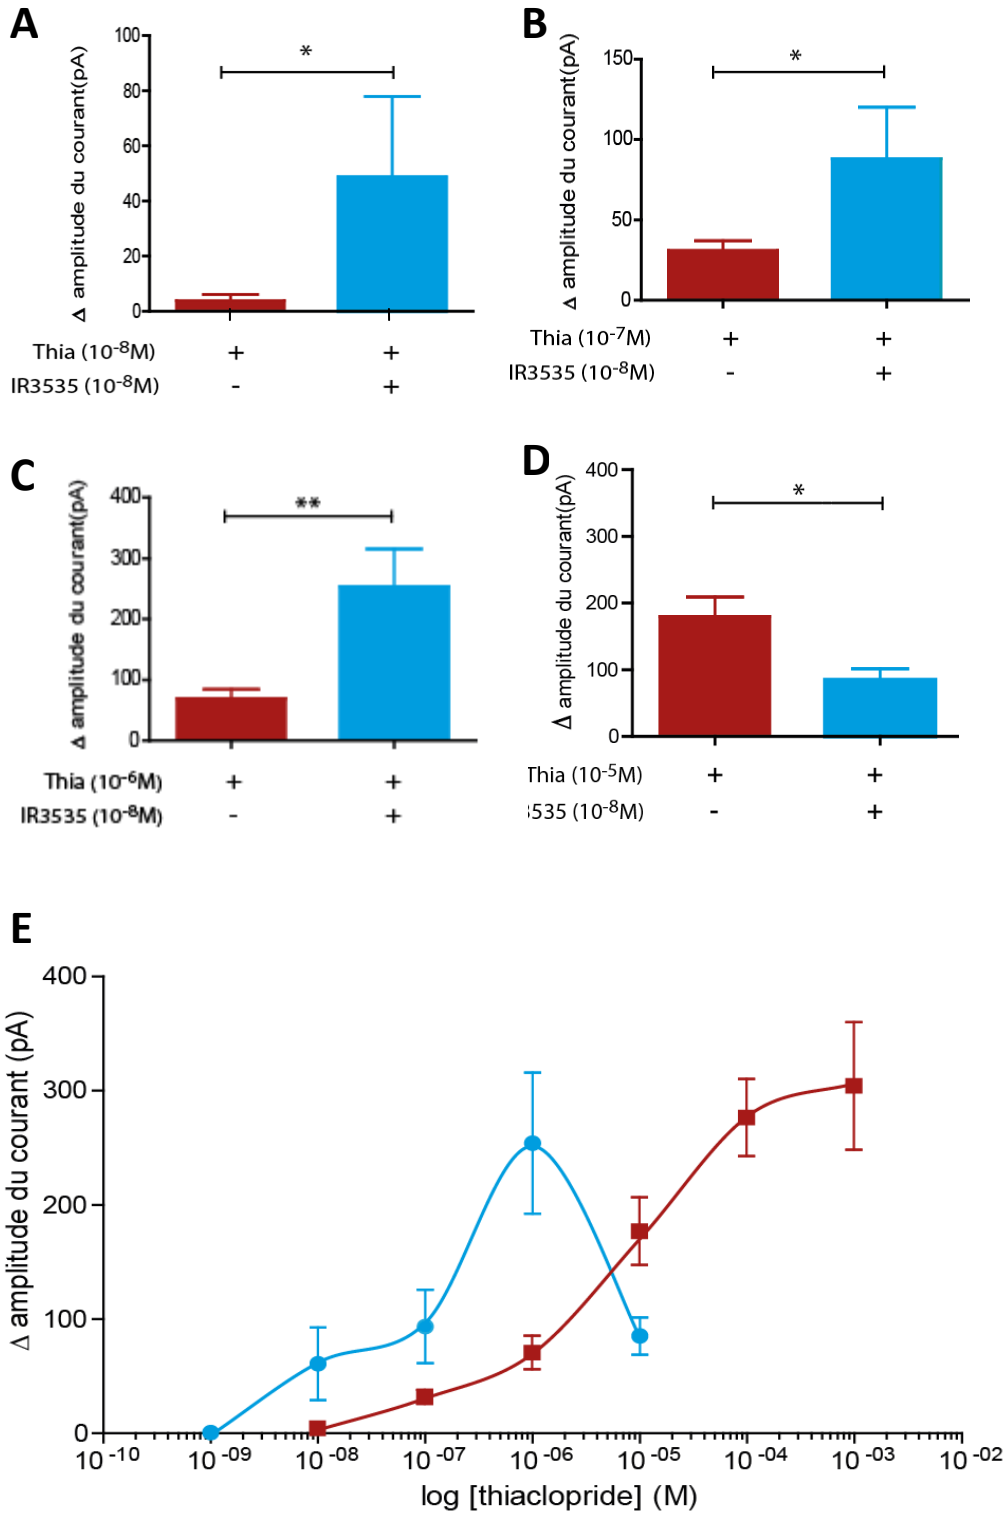 A
Δ amplitude du courant(pA)
100
80
60
40
20
0
*
Thia (10-8M) + +
IR3535 (10-8M) - +
B
Δ amplitude du courant(pA)
150
100
50
0
*
Thia (10-7M) + +
IR3535 (10-8M) - +
C
Δ amplitude du courant(pA)
400
300
200
100
0
**
Thia (10-6M) + +
IR3535 (10-8M) - +
D
Δ amplitude du courant(pA)
400
300
200
100
0
*
Thia (10-5M) + +
3535 (10-8M) - +
E
Δ amplitude du courant (pA)
400
300
200
100
0
10-10 10-09 10-08 10-07 10-06 10-05 10-04 10-03 10-02
log [thiaclopride] (M)